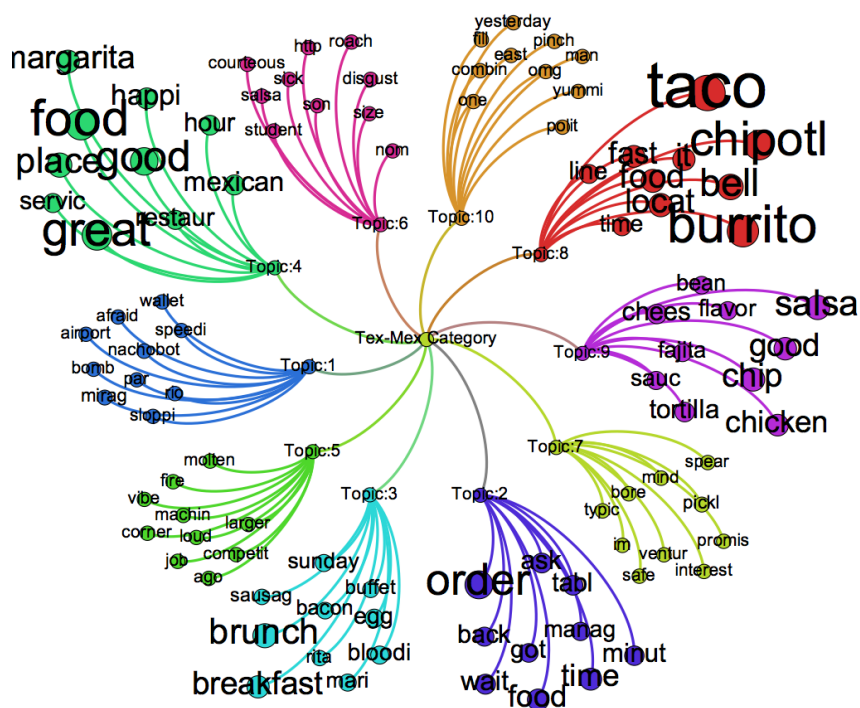 margarita
happi
food
hour
place
good
mexican
servic
restaur
great
Topic:4
http
roach
courteous
sick
disgust
salsa
son
size
student
nom
Topic:6
yesterday
fill
pinch
east
man
combin
omg
one
yummi
polit
Topic:10
taco
chipotl
fast
it
line
food
bell
locat
time
burrito
Topic:8
Tex-Mex Category
bean
chees
flavor
salsa
good
fajita
Topic:9
sauc
chip
tortilla
chicken
wallet
afraid
airport
speedi
nachobot
bomb
Topic:1
par
rio
mirag
sloppi
Topic:5
molten
fire
vibe
machin
larger
corner
loud
competit
job
ago
Topic:3
sunday
sausag
buffet
bacon
egg
brunch
bloodi
rita
breakfast
mari
Topic:2
ask
order
tabl
back
manag
got
minut
wait
time
food
Topic:7
spear
mind
bore
pickl
typic
im
promis
ventur
safe
interest